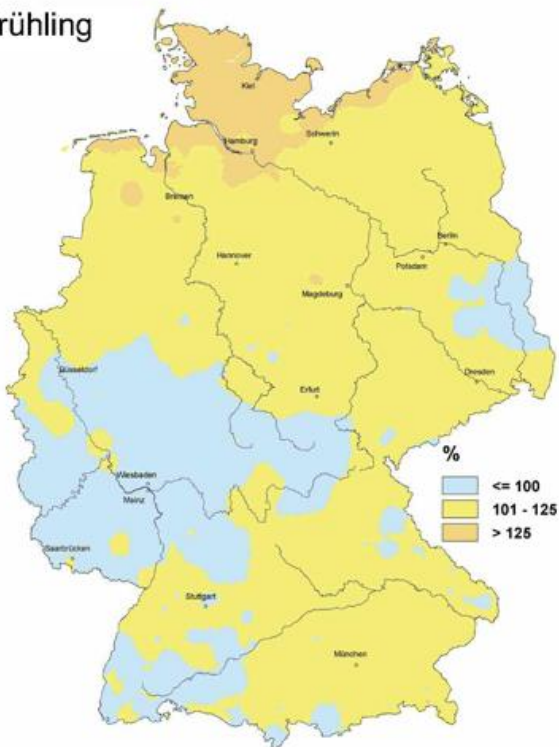 rühling
Kiel
Schwerin
Hamburg
Bremen
Berlin
Potsdam
Hannover
Magdeburg
Düsseldorf
Dresden
Erfurt
%
Wiesbaden
<= 100
Mainz
101 - 125
> 125
Saarbrücken
Stuttgart
München